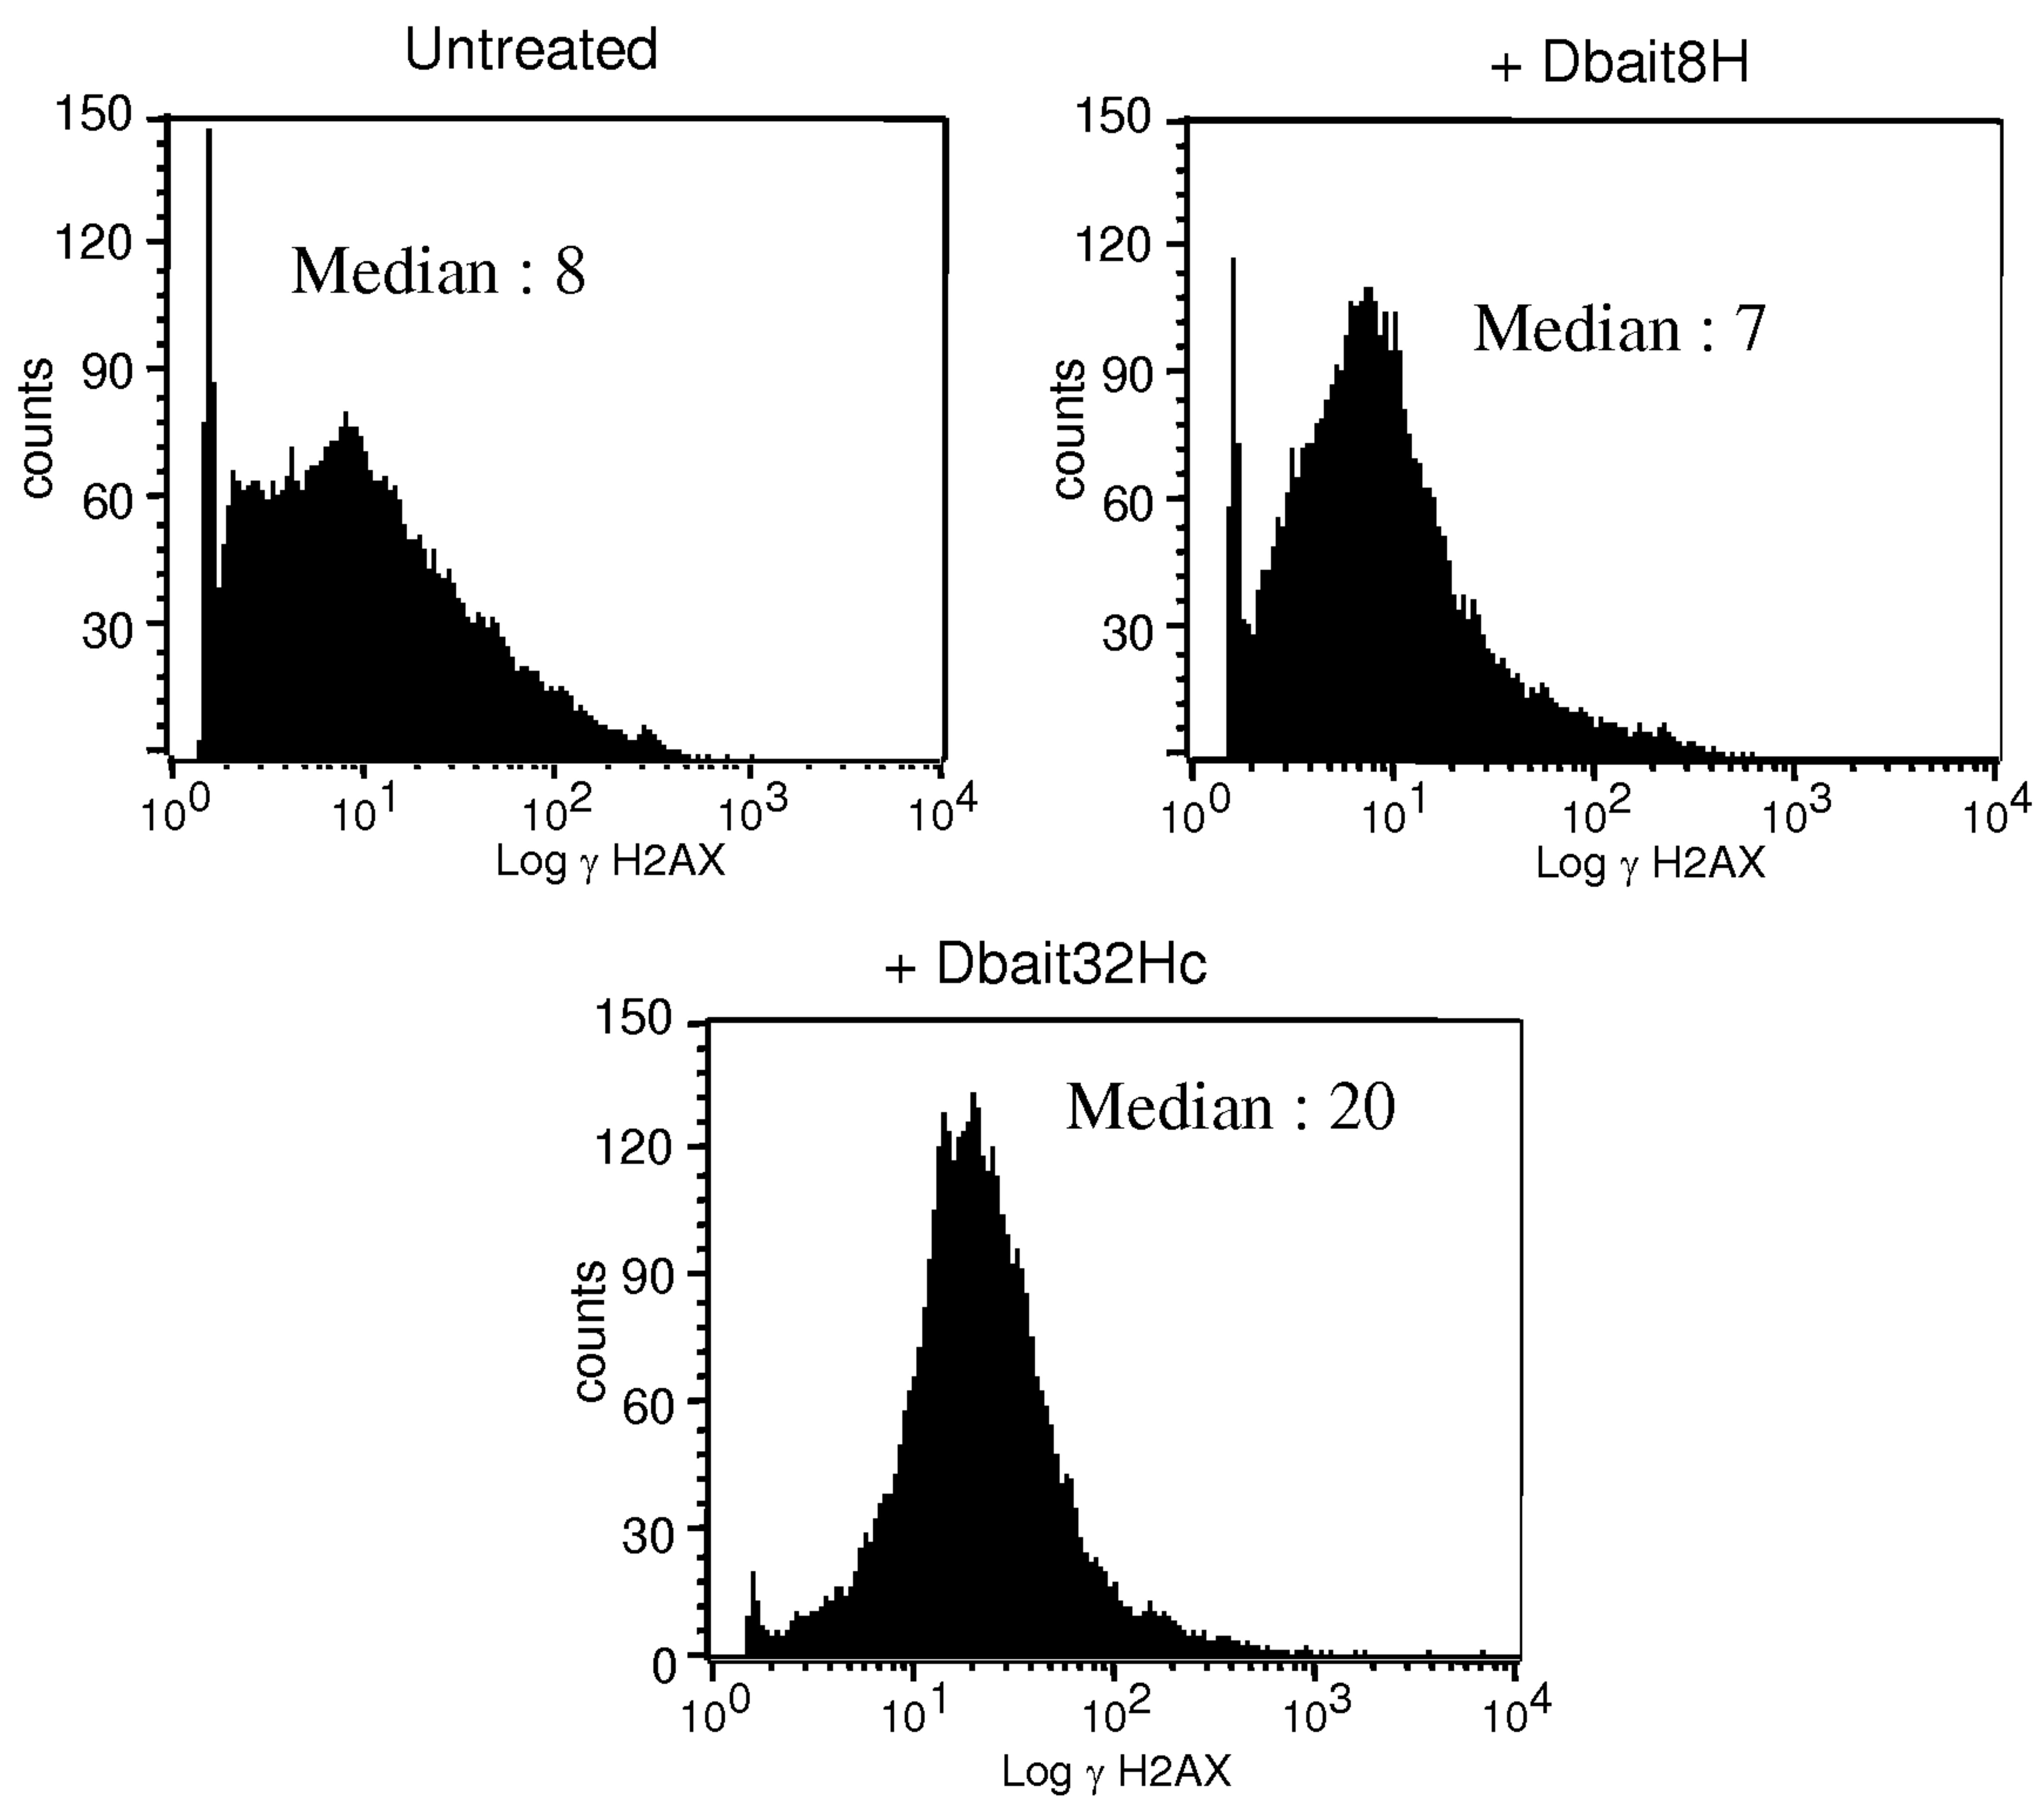 Untreated
150
120
90
60
30
counts
Median : 8
10^0 10^1 10^2 10^3 10^4
Log γ H2AX
+ Dbait8H
150
120
90
60
30
counts
Median : 7
10^0 10^1 10^2 10^3 10^4
Log γ H2AX
+ Dbait32Hc
150
120
90
60
30
0
counts
Median : 20
10^0 10^1 10^2 10^3 10^4
Log γ H2AX